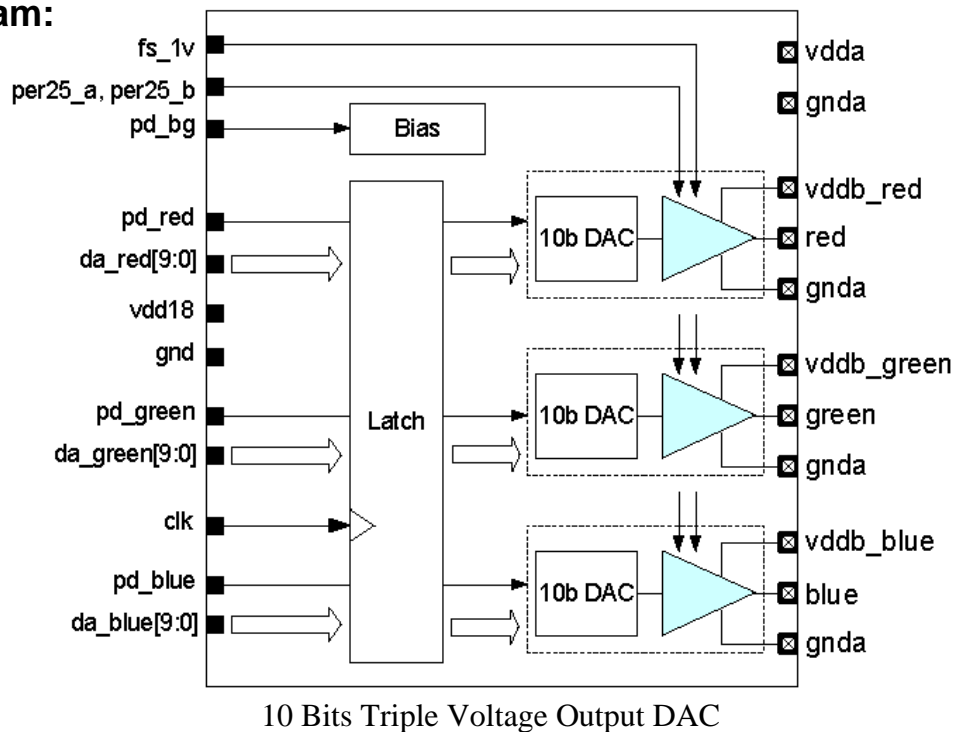 am:
fs_1v
per25_a, per25_b
pd_bg
pd_red
da_red[9:0]
vdd18
gnd
pd_green
da_green[9:0]
clk
pd_blue
da_blue[9:0]
Bias
Latch
10b DAC
10b DAC
10b DAC
vdda
gnda
vddb_red
red
gnda
vddb_green
green
gnda
vddb_blue
blue
gnda
10 Bits Triple Voltage Output DAC